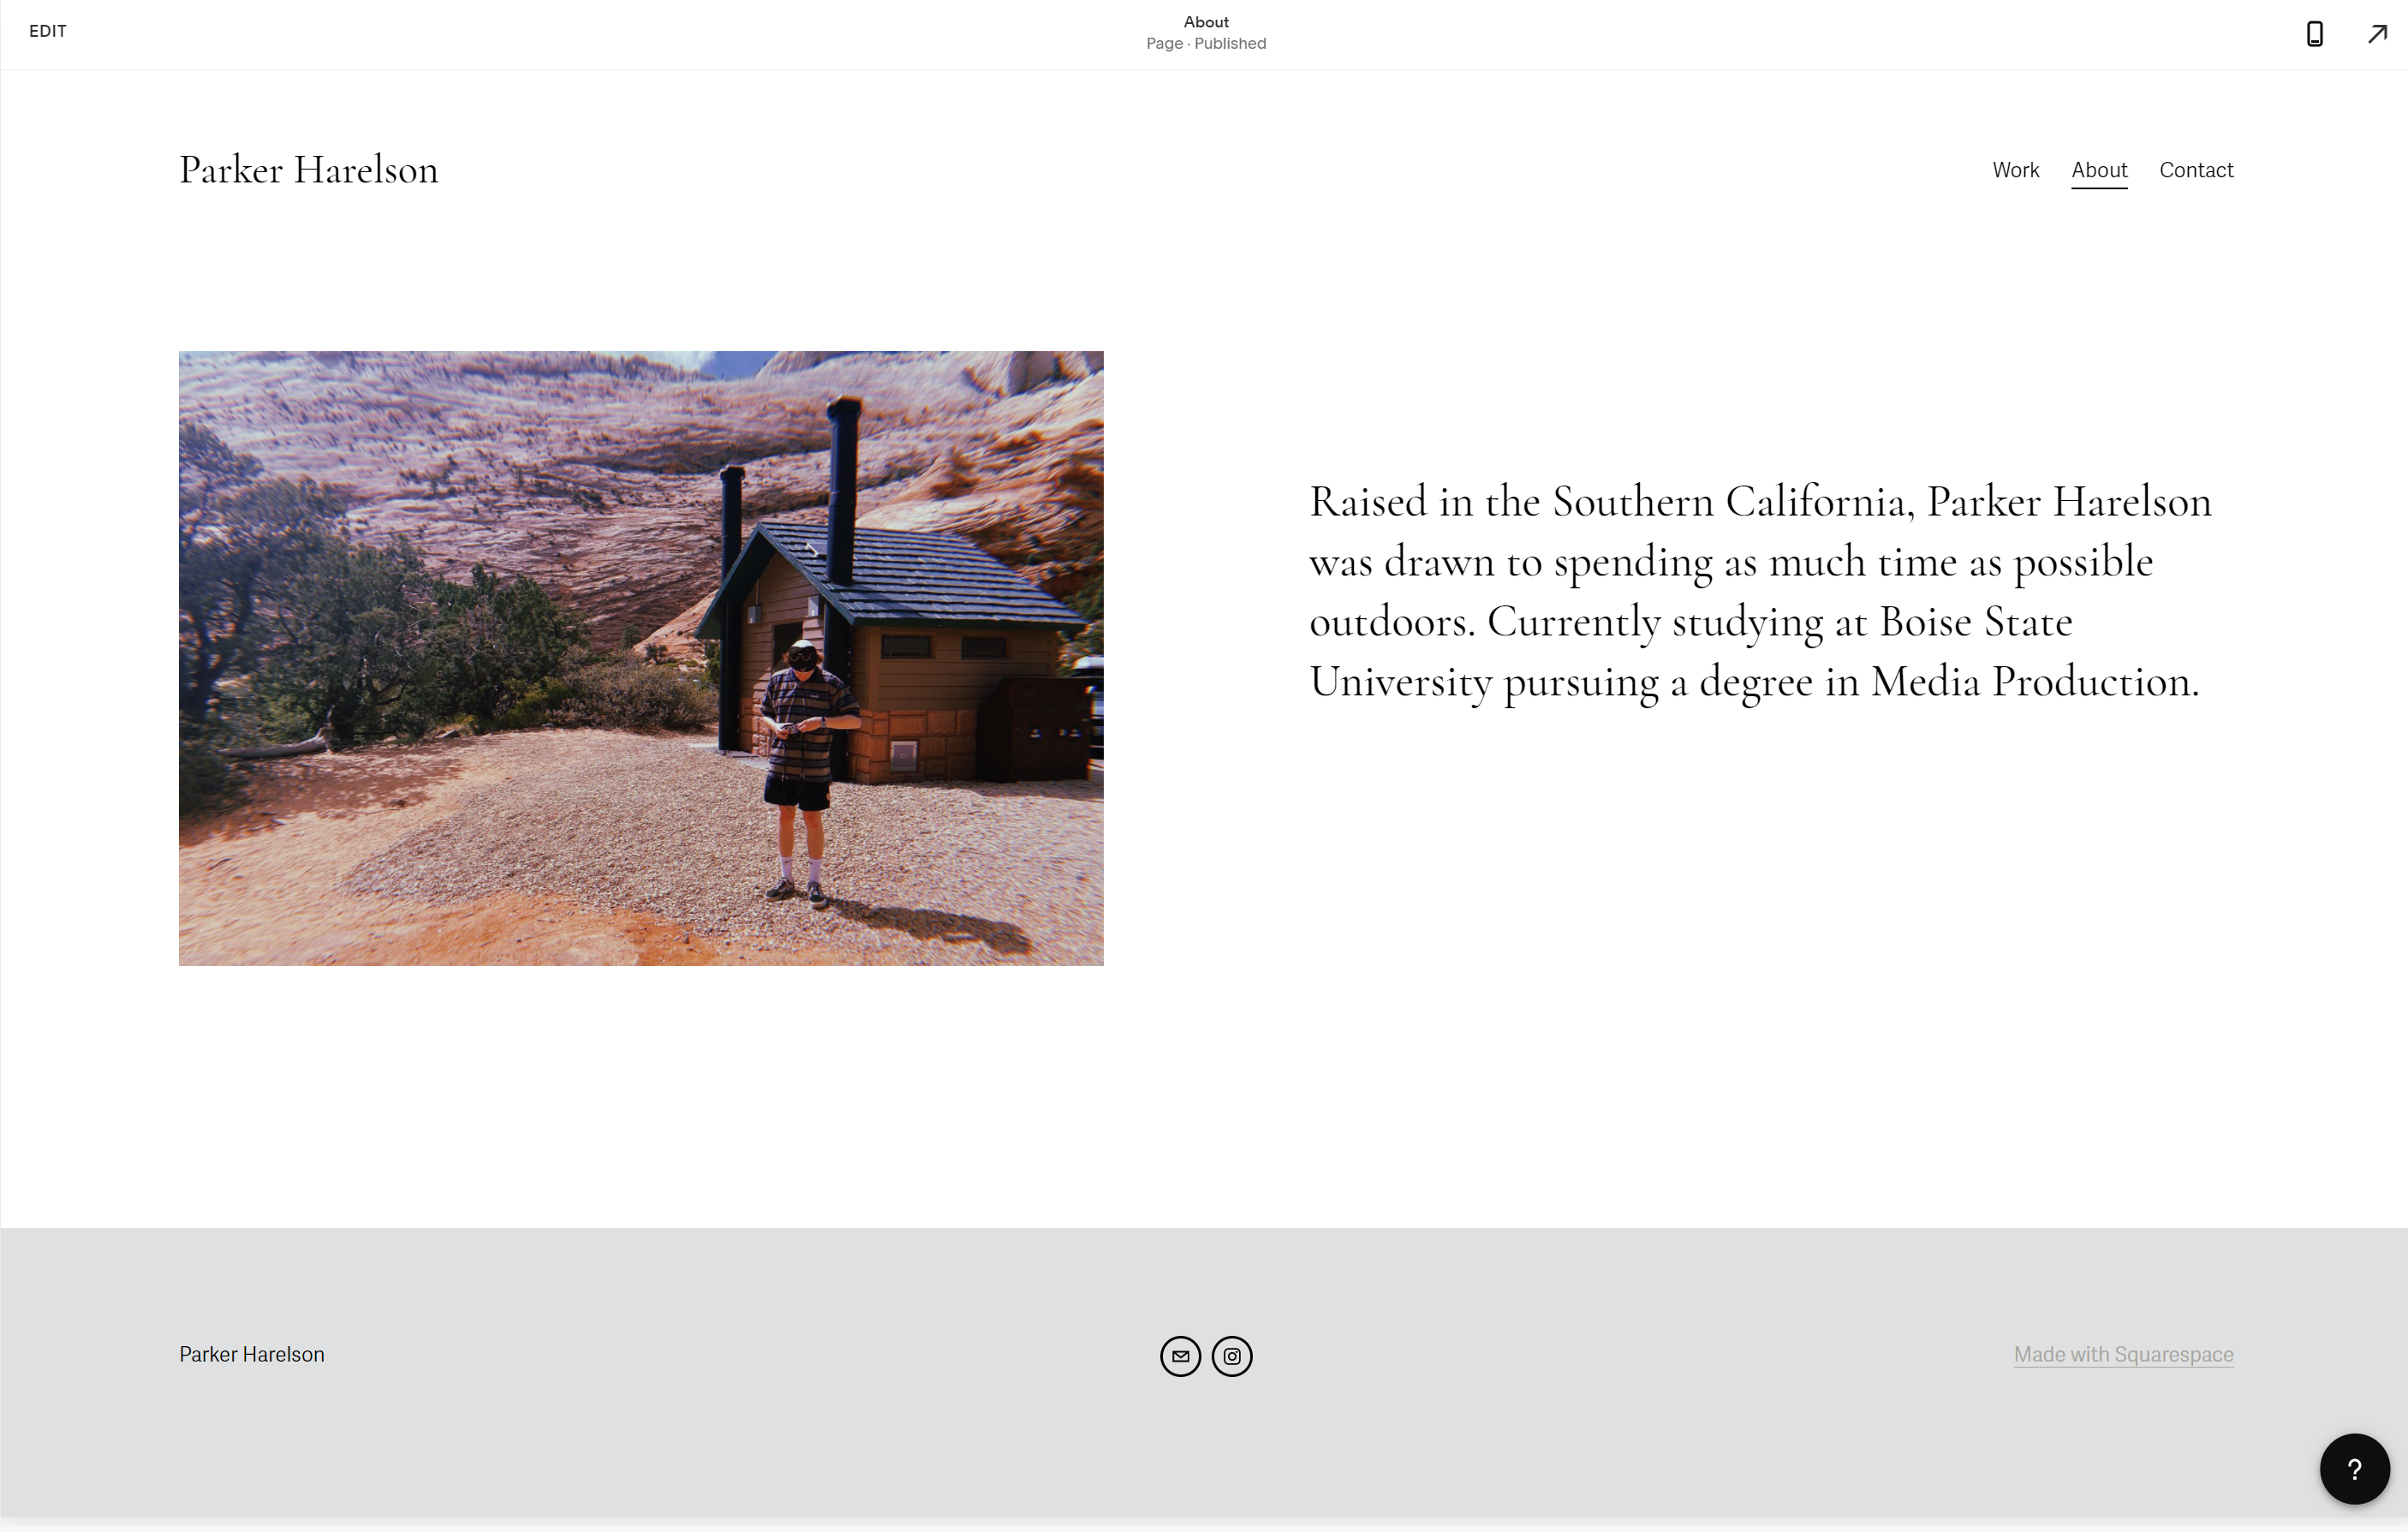 EDIT
About
Page · Published
Parker Harelson
Work About Contact
Raised in the Southern California, Parker Harelson
was drawn to spending as much time as possible
outdoors. Currently studying at Boise State
University pursuing a degree in Media Production.
Parker Harelson
Made with Squarespace
?